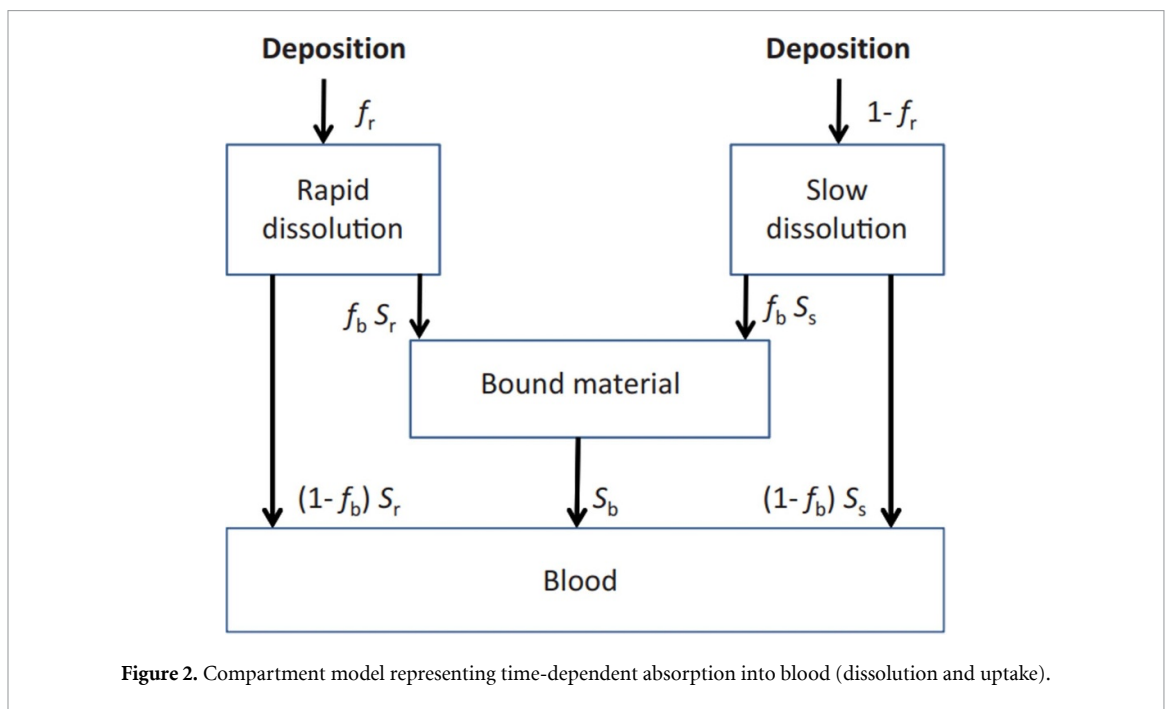 Deposition Deposition
fr 1- fr
Rapid
dissolution
Slow
dissolution
fb Sr fb Ss
Bound material
(1- fb) Sr Sb (1- fb) Ss
Blood
Figure 2. Compartment model representing time-dependent absorption into blood (dissolution and uptake).